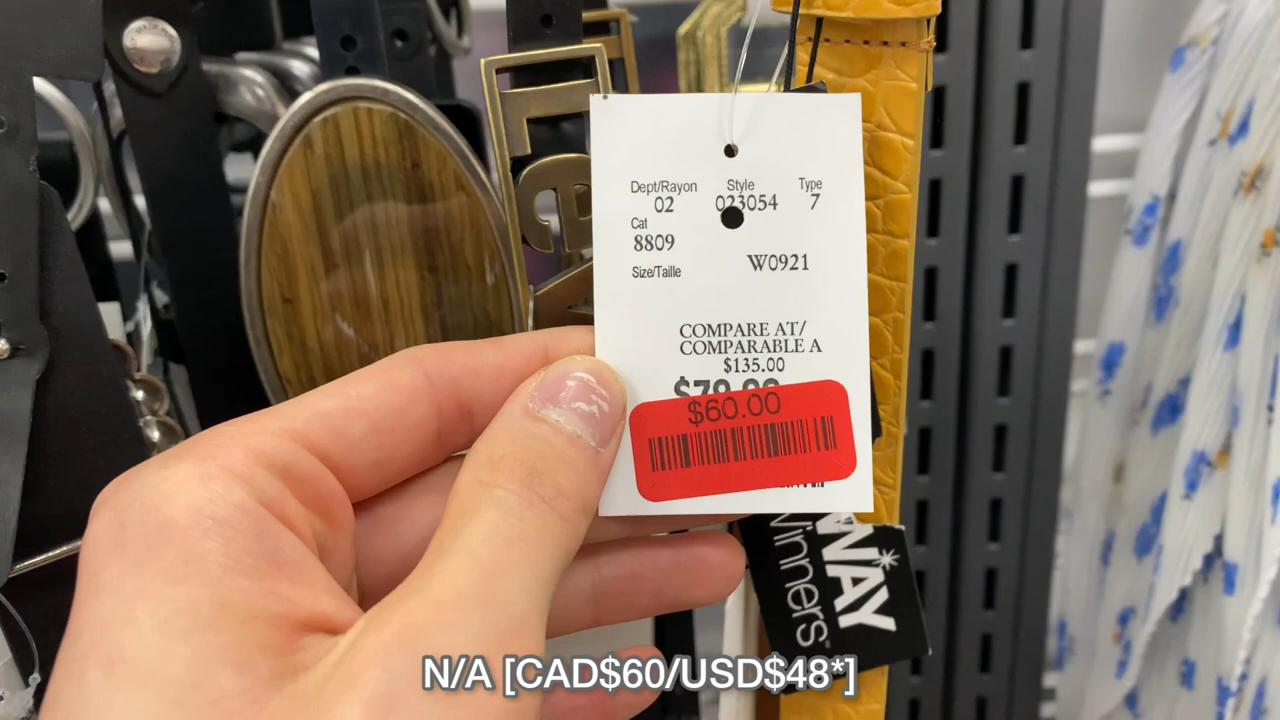 Dept/Rayon Style Type
02 023054 7
Cat
8809
Size/Taille W0921
COMPARE AT/
COMPARABLE A
$135.00
$60.00
WAY
Winners
N/A [CAD$60/USD$48*]